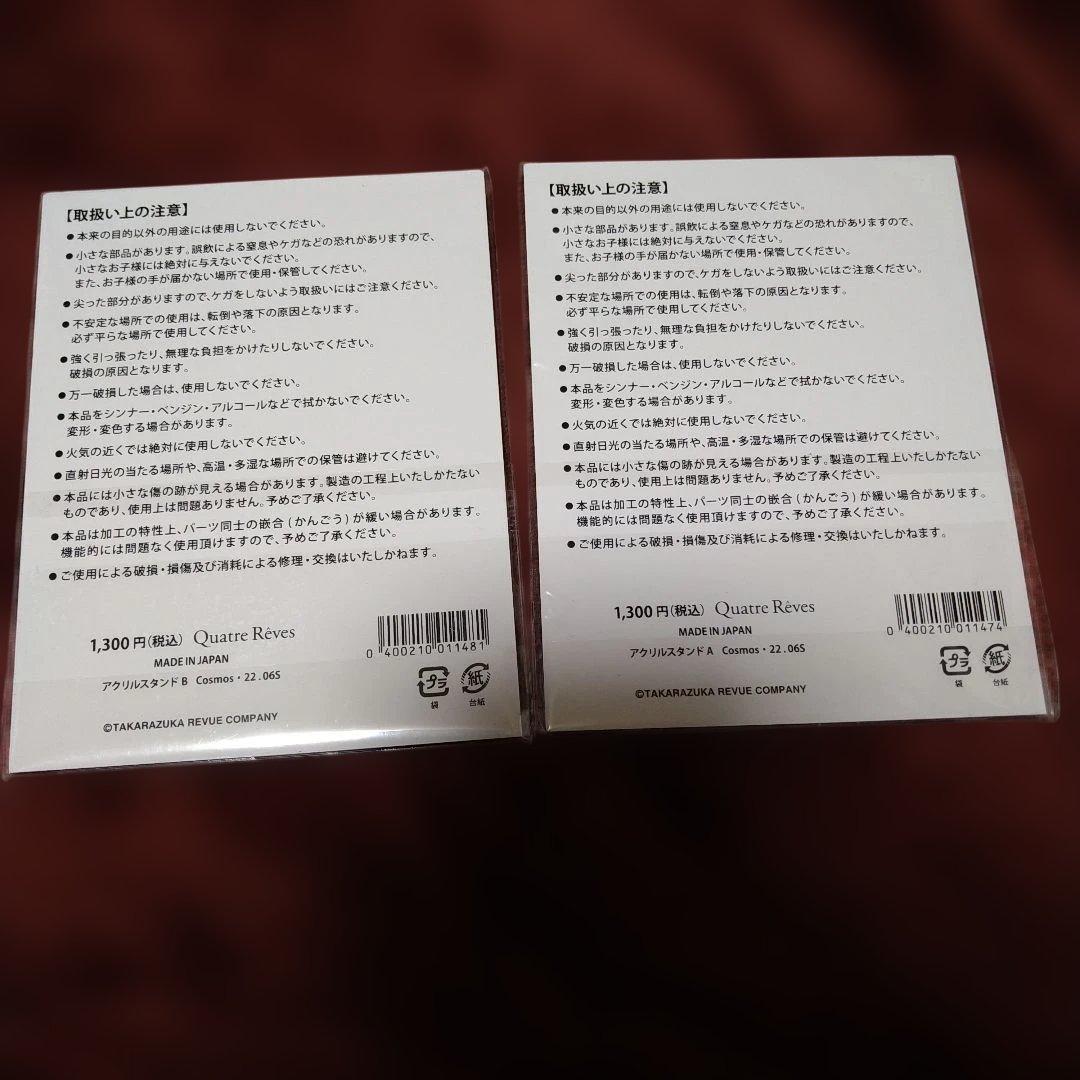 【取扱い上の注意】
●本来の目的以外の用途には使用しないでください。
●小さな部品があります。誤飲による窒息やケガなどの恐れがありますので、
小さなお子様には絶対に与えないでください。
また、お子様の手が届かない場所で使用・保管してください。
●尖った部分がありますので、ケガをしないよう取扱いにはご注意ください。
●不安定な場所での使用は、転倒や落下の原因となります。
必ず平らな場所で使用してください。
●強く引っ張ったり、無理な負担をかけたりしないでください。
破損の原因となります。
●万一破損した場合は、使用しないでください。
●本品をシンナー・ベンジン・アルコールなどで拭かないでください。
変形・変色する場合があります。
●火気の近くでは絶対に使用しないでください。
●直射日光の当たる場所や、高温・多湿な場所での保管は避けてください。
●本品には小さな傷の跡が見える場合があります。製造の工程上いたしかたない
ものであり、使用上は問題ありません。予めご了承ください。
●本品は加工の特性上、パーツ同士の嵌合(かんごう)が緩い場合があります。
機能的には問題なく使用頂けますので、予めご了承ください。
●ご使用による破損・損傷及び消耗による修理・交換はいたしかねます。
1,300円(税込) Quatre Rêves
MADE IN JAPAN
アクリルスタンド B Cosmos・22.06S
©TAKARAZUKA REVUE COMPANY
0 400210 011481
プラ 紙
袋 台紙
【取扱い上の注意】
●本来の目的以外の用途には使用しないでください。
●小さな部品があります。誤飲による窒息やケガなどの恐れがありますので、
小さなお子様には絶対に与えないでください。
また、お子様の手が届かない場所で使用・保管してください。
●尖った部分がありますので、ケガをしないよう取扱いにはご注意ください。
●不安定な場所での使用は、転倒や落下の原因となります。
必ず平らな場所で使用してください。
●強く引っ張ったり、無理な負担をかけたりしないでください。
破損の原因となります。
●万一破損した場合は、使用しないでください。
●本品をシンナー・ベンジン・アルコールなどで拭かないでください。
変形・変色する場合があります。
●火気の近くでは絶対に使用しないでください。
●直射日光の当たる場所や、高温・多湿な場所での保管は避けてください。
●本品には小さな傷の跡が見える場合があります。製造の工程上いたしかたない
ものであり、使用上は問題ありません。予めご了承ください。
●本品は加工の特性上、パーツ同士の嵌合(かんごう)が緩い場合があります。
機能的には問題なく使用頂けますので、予めご了承ください。
●ご使用による破損・損傷及び消耗による修理・交換はいたしかねます。
1,300円(税込) Quatre Rêves
MADE IN JAPAN
アクリルスタンド A Cosmos・22.06S
©TAKARAZUKA REVUE COMPANY
0 400210 011474
プラ 紙
袋 台紙